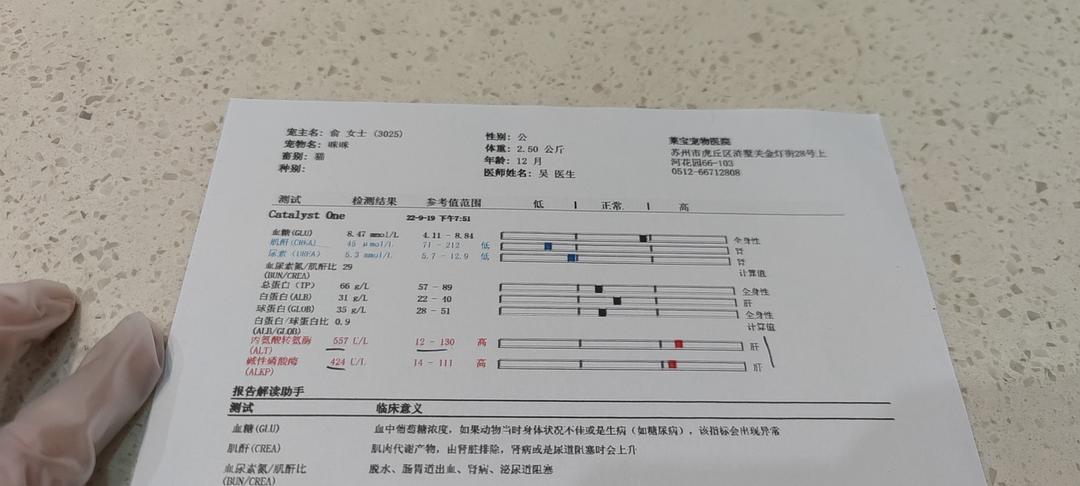 宠主名: 俞 女士 (3025)
宠物名: 咪咪
畜别: 猫
种别:
性别: 公
体重: 2.50 公斤
年龄: 12 月
医师姓名: 吴 医生
莱宝宠物医院
苏州市虎丘区浒墅关金灯街28号上
河花园66-103
0512-66712808
测试 检测结果 参考值范围 低 正常 高
Catalyst One 22-9-19 下午7:51
血糖(GLU) 8.47 mmol/L 4.11 - 8.84 全身性
肌酐(CREA) 45 μmol/L 71 - 212 低 肾
尿素 (UREA) 5.3 mmol/L 5.7 - 12.9 低 肾
血尿素氮/肌酐比 29 计算值
(BUN/CREA)
总蛋白(TP) 66 g/L 57 - 89 全身性
白蛋白(ALB) 31 g/L 22 - 40 肝
球蛋白(GLOB) 35 g/L 28 - 51 全身性
白蛋白/球蛋白比 0.9 计算值
(ALB/GLOB)
丙氨酸转氨酶 557 U/L 12 - 130 高 肝
(ALT)
碱性磷酸酶 424 U/L 14 - 111 高 肝
(ALKP)
报告解读助手
测试 临床意义
血糖(GLU) 血中葡萄糖浓度，如果动物当时身体状况不佳或是生病（如糖尿病），该指标会出现异常
肌酐(CREA) 肌肉代谢产物，由肾脏排除，肾病或是尿道阻塞时会上升
血尿素氮/肌酐比 脱水、肠胃道出血、肾病、泌尿道阻塞
(BUN/CREA)